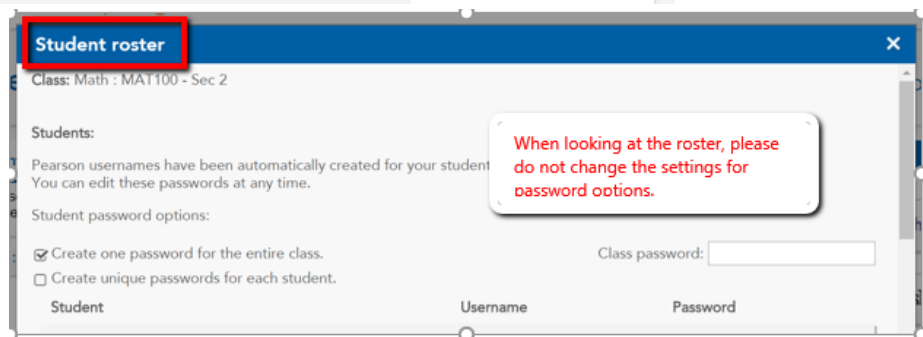 Student roster
Class: Math : MAT100 - Sec 2
Students:
Pearson usernames have been automatically created for your student
You can edit these passwords at any time.
When looking at the roster, please
do not change the settings for
password options.
Student password options:
Create one password for the entire class.
Class password:
Create unique passwords for each student.
Student Username Password